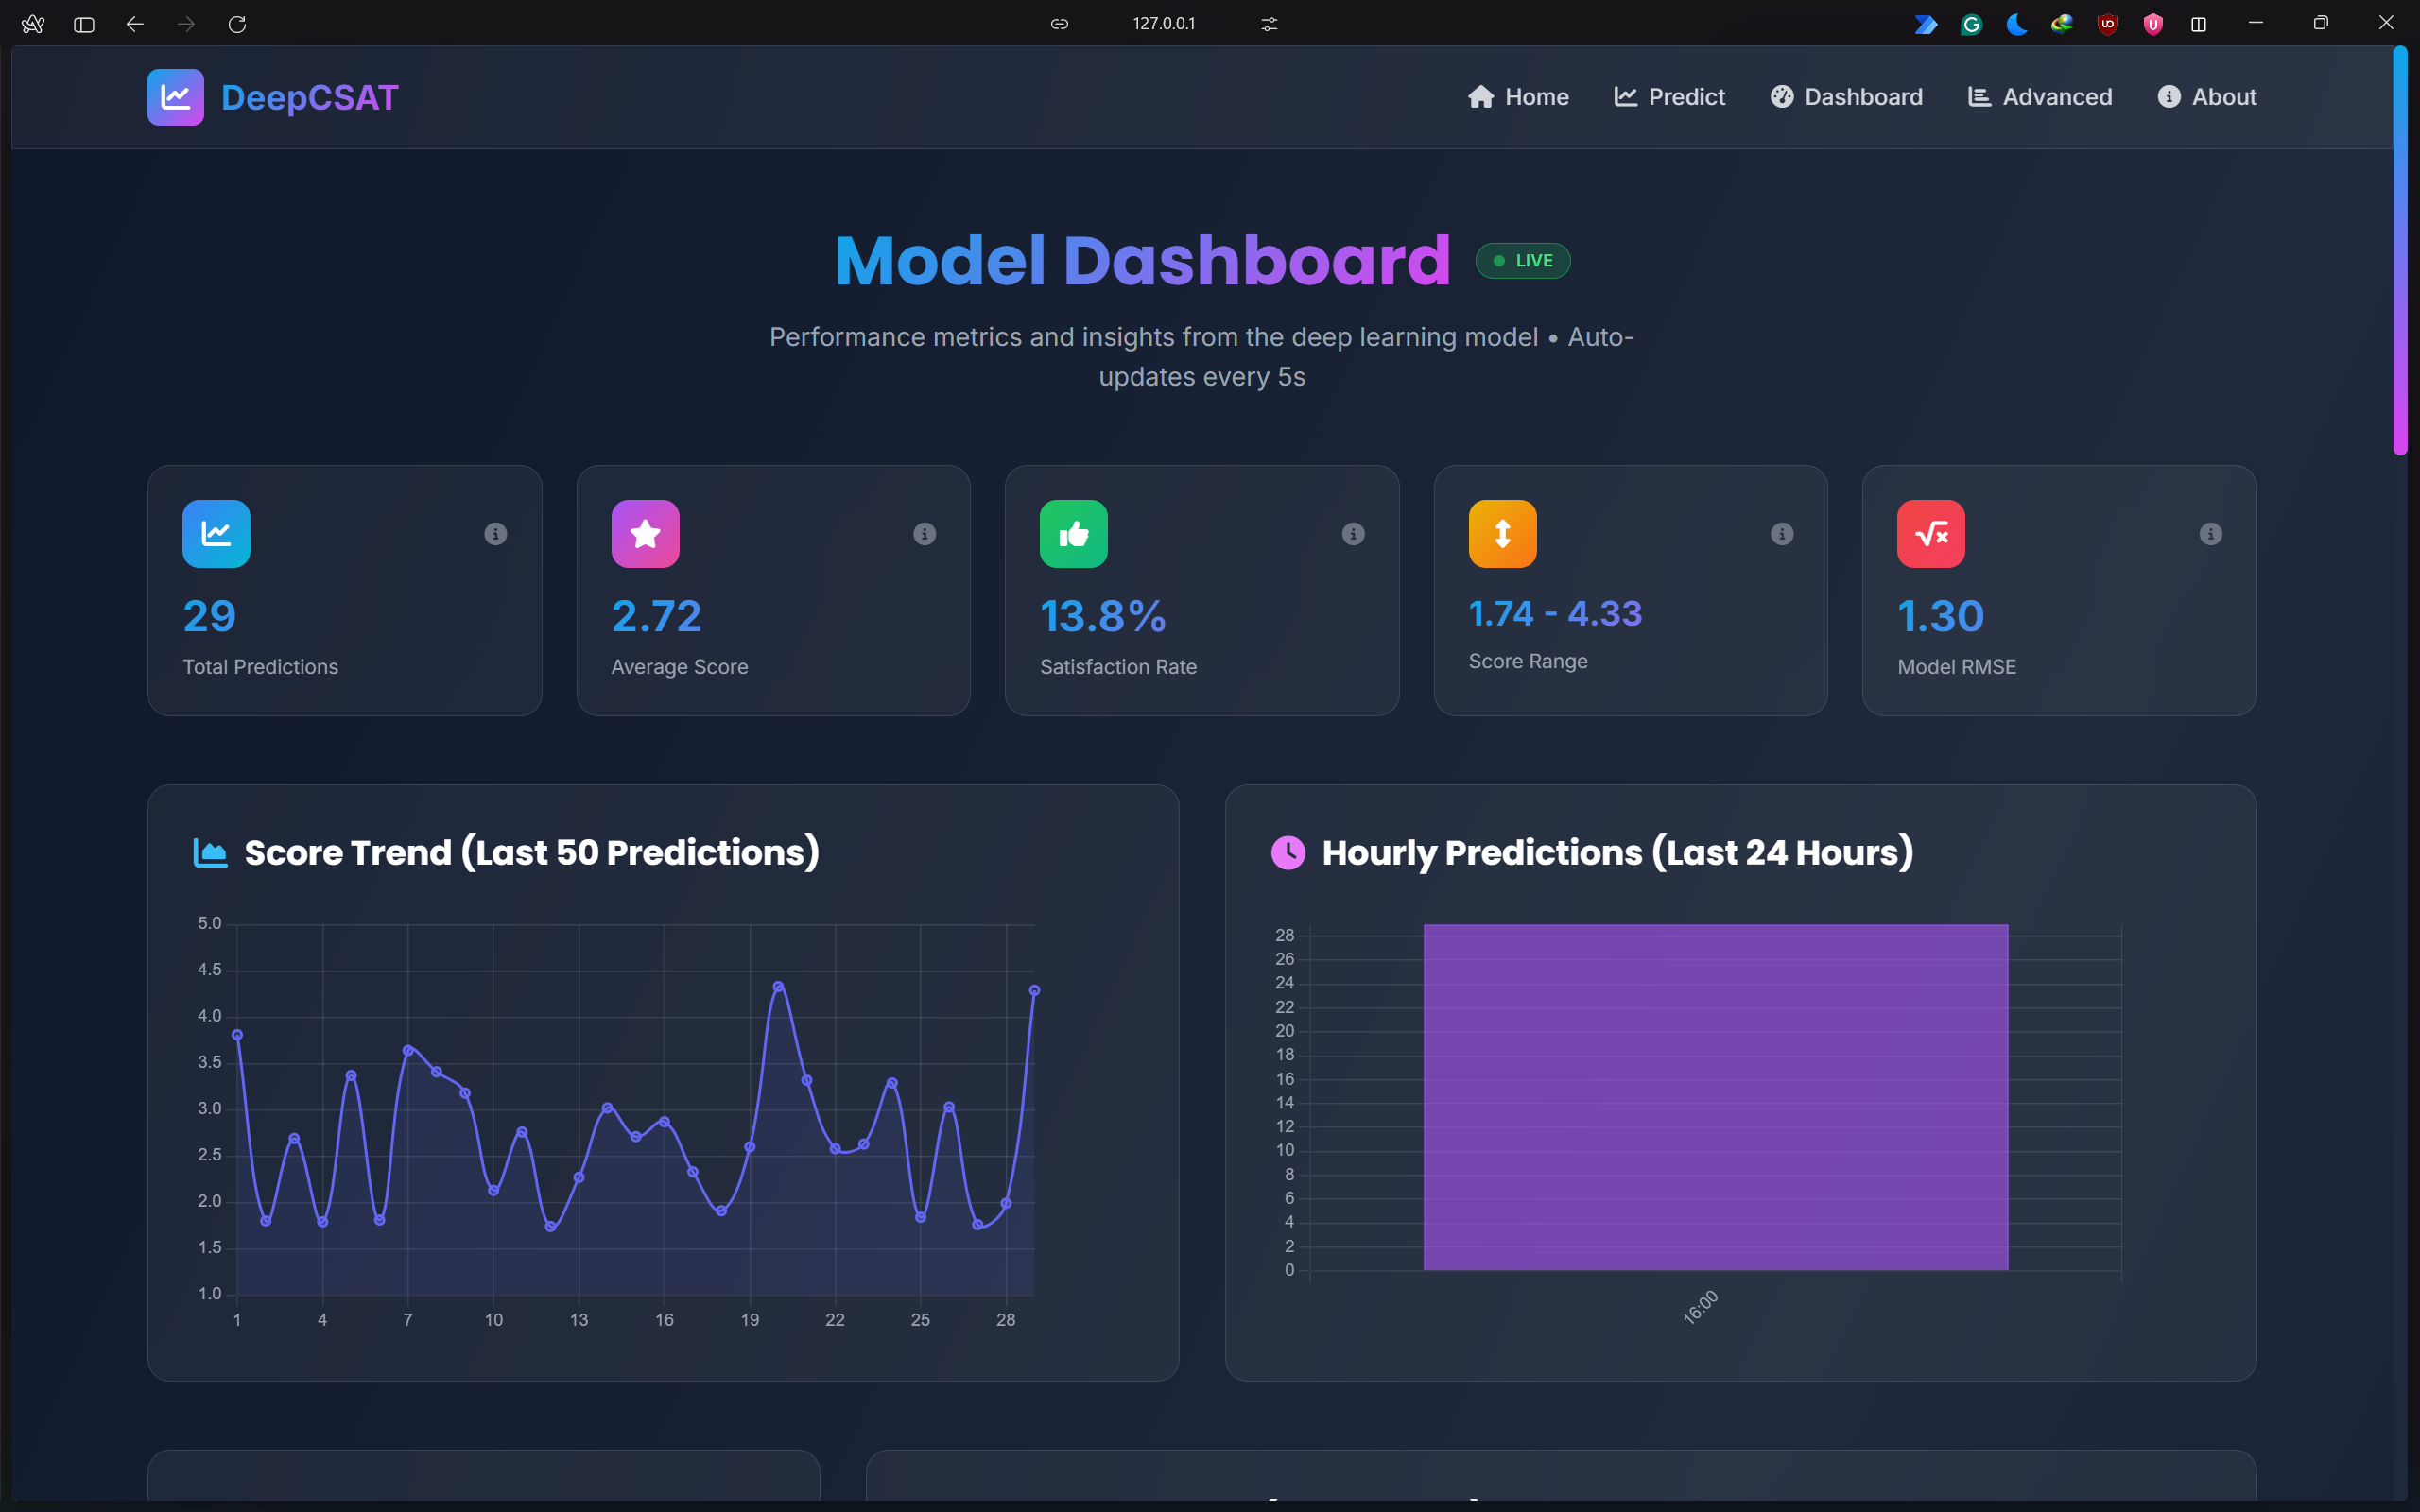 127.0.0.1
DeepCSAT
Home
Predict
Dashboard
Advanced
About
Model Dashboard
LIVE
Performance metrics and insights from the deep learning model • Auto-
updates every 5s
29
Total Predictions
2.72
Average Score
13.8%
Satisfaction Rate
1.74 - 4.33
Score Range
1.30
Model RMSE
Score Trend (Last 50 Predictions)
5.0
4.5
4.0
3.5
3.0
2.5
2.0
1.5
1.0
1 4 7 10 13 16 19 22 25 28
Hourly Predictions (Last 24 Hours)
28
26
24
22
20
18
16
14
12
10
8
6
4
2
0
16:00